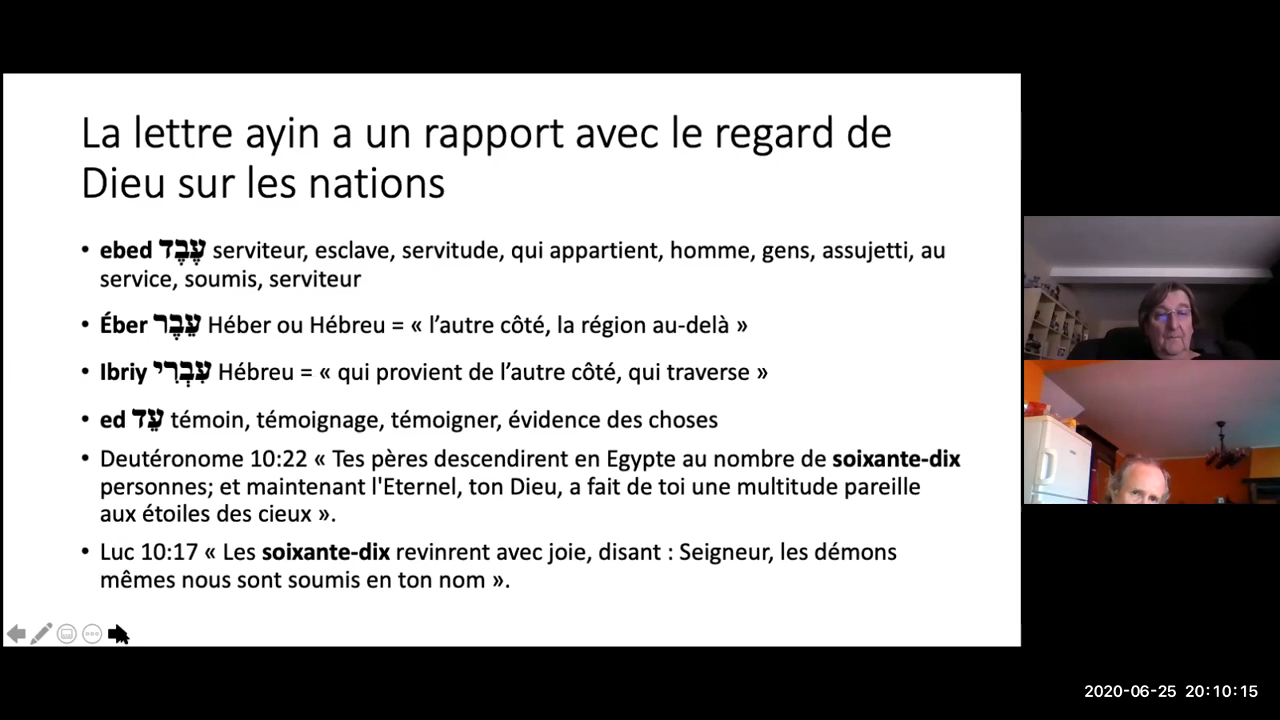 La lettre ayin a un rapport avec le regard de
Dieu sur les nations
• ebed עֶבֶד serviteur, esclave, servitude, qui appartient, homme, gens, assujetti, au
service, soumis, serviteur
• Éber עֵבֶר Héber ou Hébreu = « l’autre côté, la région au-delà »
• Ibriy עִבְרִי Hébreu = « qui provient de l’autre côté, qui traverse »
• ed עֵד témoin, témoignage, témoigner, évidence des choses
• Deutéronome 10:22 « Tes pères descendirent en Egypte au nombre de soixante-dix
personnes; et maintenant l'Eternel, ton Dieu, a fait de toi une multitude pareille
aux étoiles des cieux ».
• Luc 10:17 « Les soixante-dix revinrent avec joie, disant : Seigneur, les démons
mêmes nous sont soumis en ton nom ».
2020-06-25 20:10:15